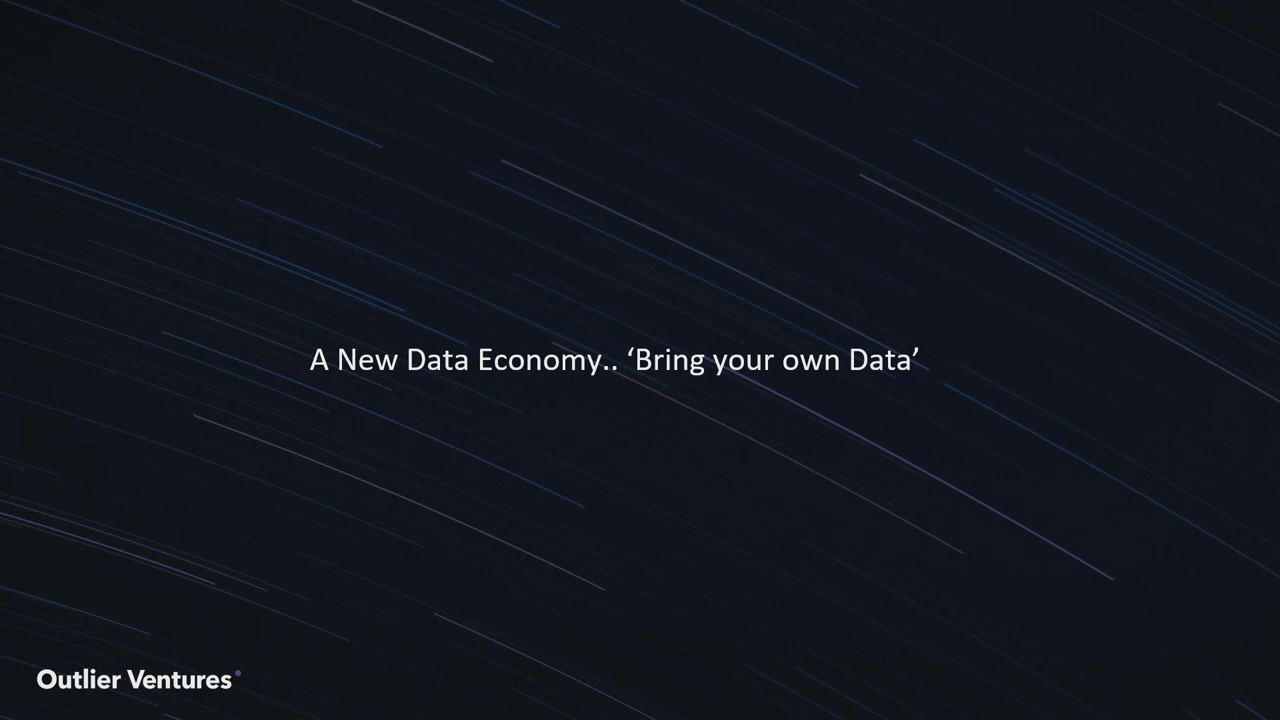 A New Data Economy.. ‘Bring your own Data’
Outlier Ventures